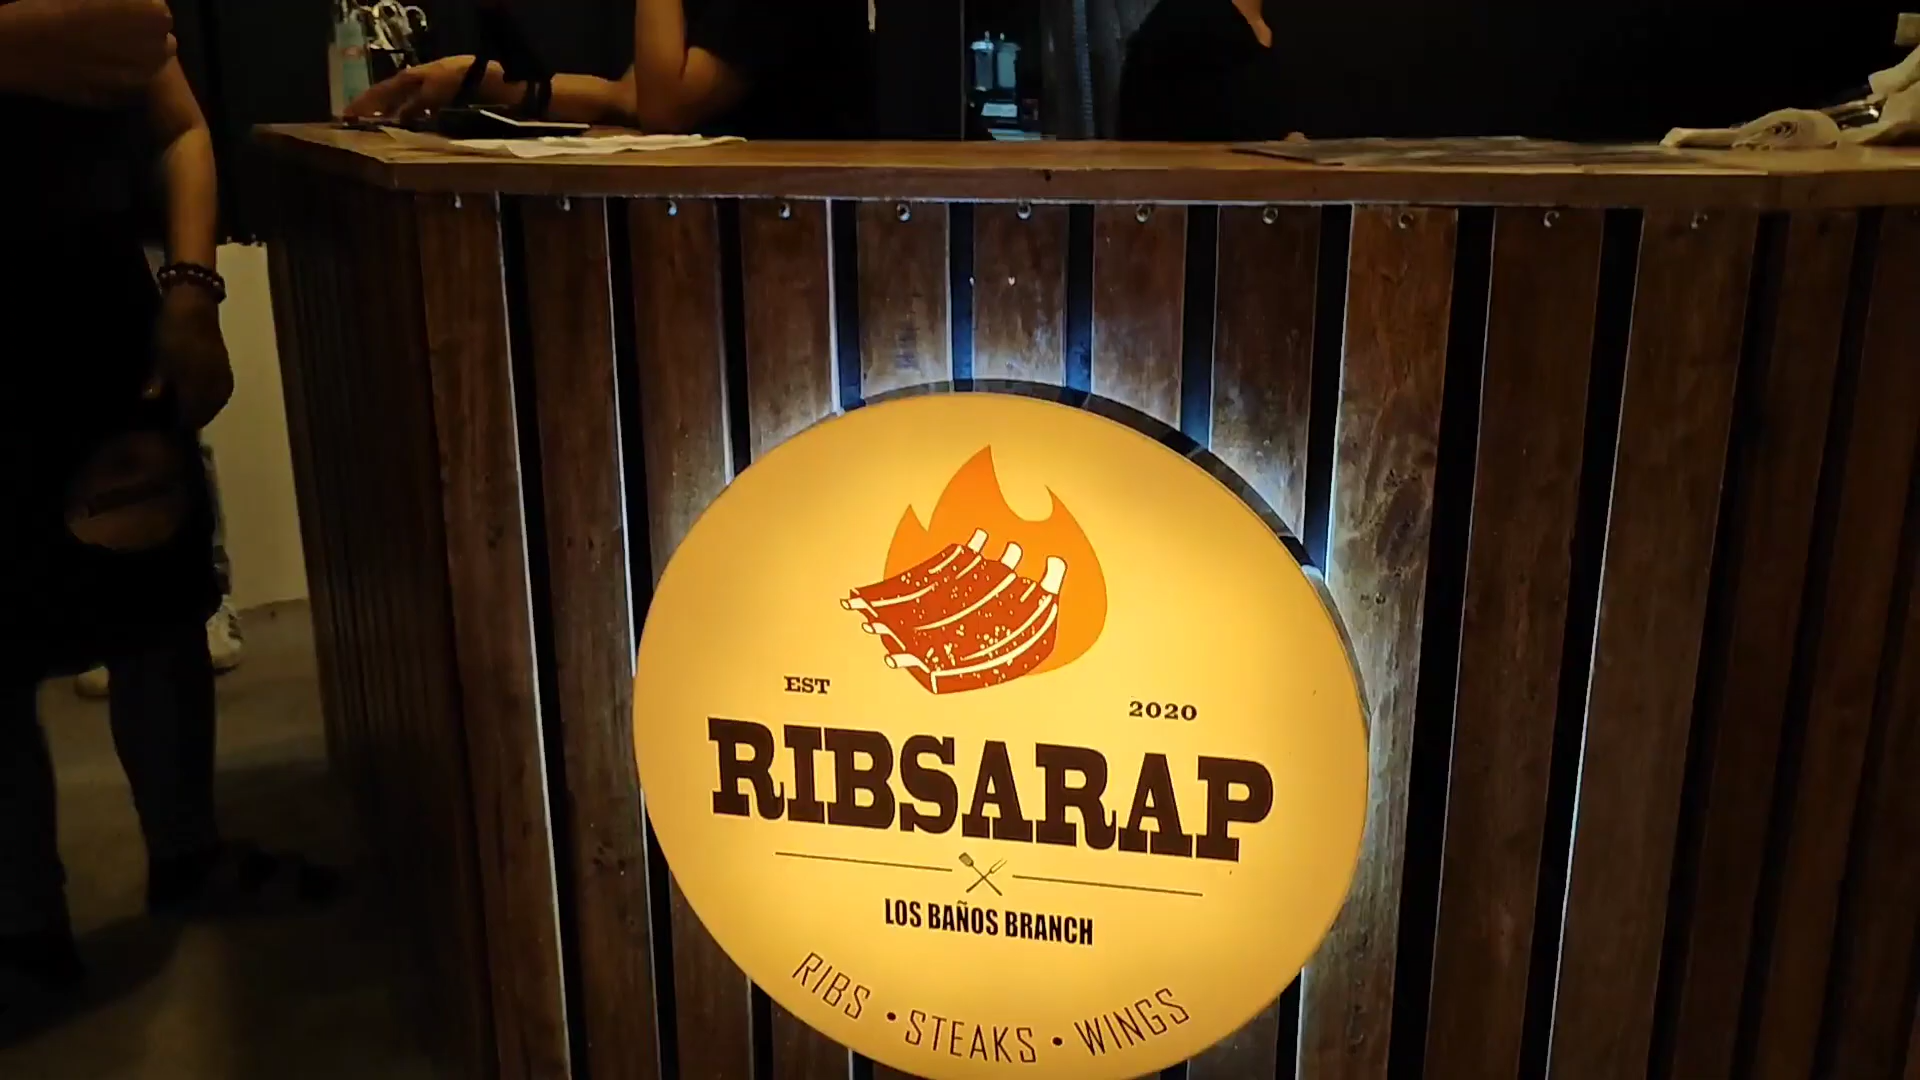 EST 2020
RIBSARAP
LOS BAÑOS BRANCH
RIBS • STEAKS • WINGS